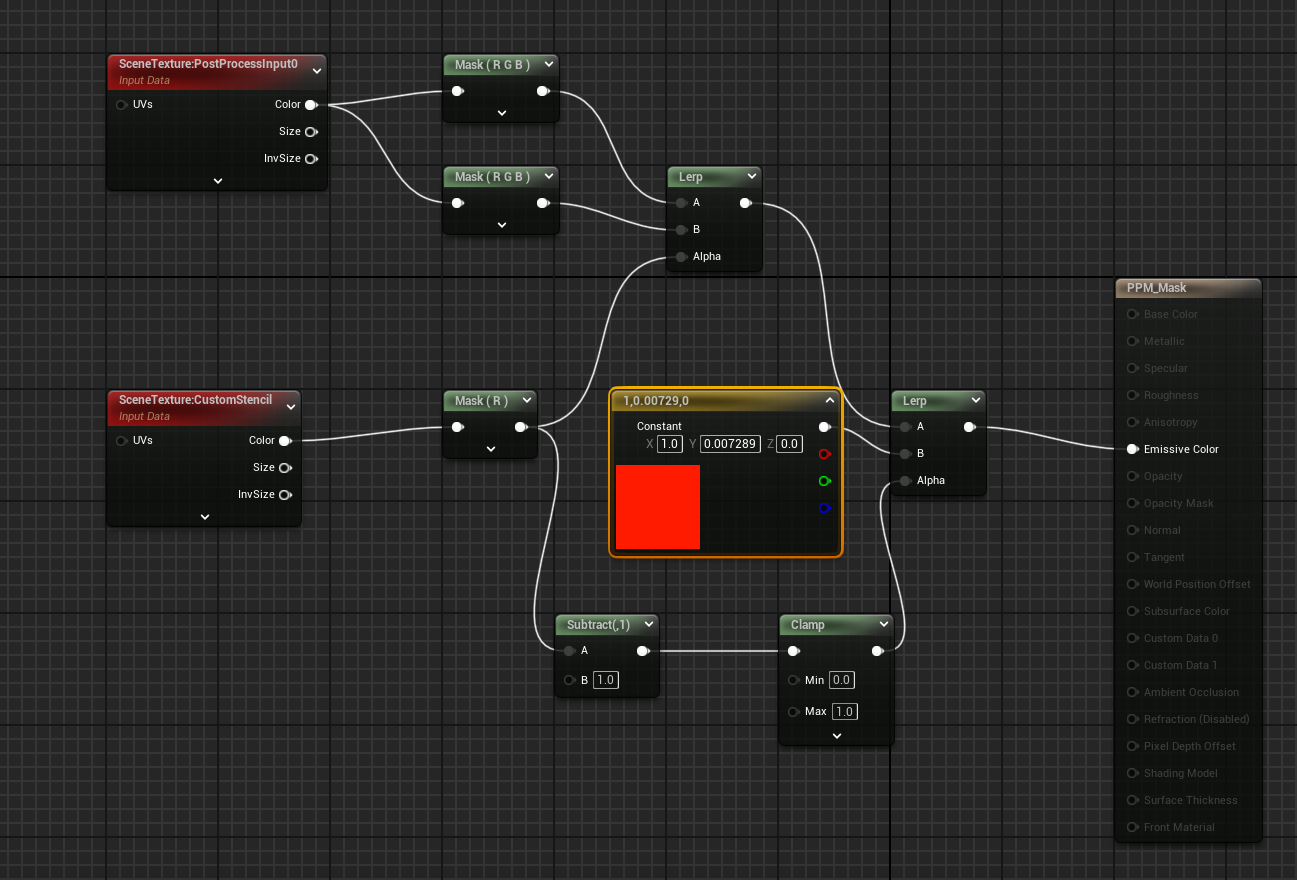 SceneTexture:PostProcessInput0
Input Data
UVs
Color
Size
InvSize
Mask ( R G B )
Mask ( R G B )
Lerp
A
B
Alpha
SceneTexture:CustomStencil
Input Data
UVs
Color
Size
InvSize
Mask ( R )
1,0.00729,0
Constant
X 1.0 Y 0.007289 Z 0.0
Lerp
A
B
Alpha
Subtract(,1)
A
B 1.0
Clamp
Min 0.0
Max 1.0
PPM_Mask
Base Color
Metallic
Specular
Roughness
Anisotropy
Emissive Color
Opacity
Opacity Mask
Normal
Tangent
World Position Offset
Subsurface Color
Custom Data 0
Custom Data 1
Ambient Occlusion
Refraction (Disabled)
Pixel Depth Offset
Shading Model
Surface Thickness
Front Material